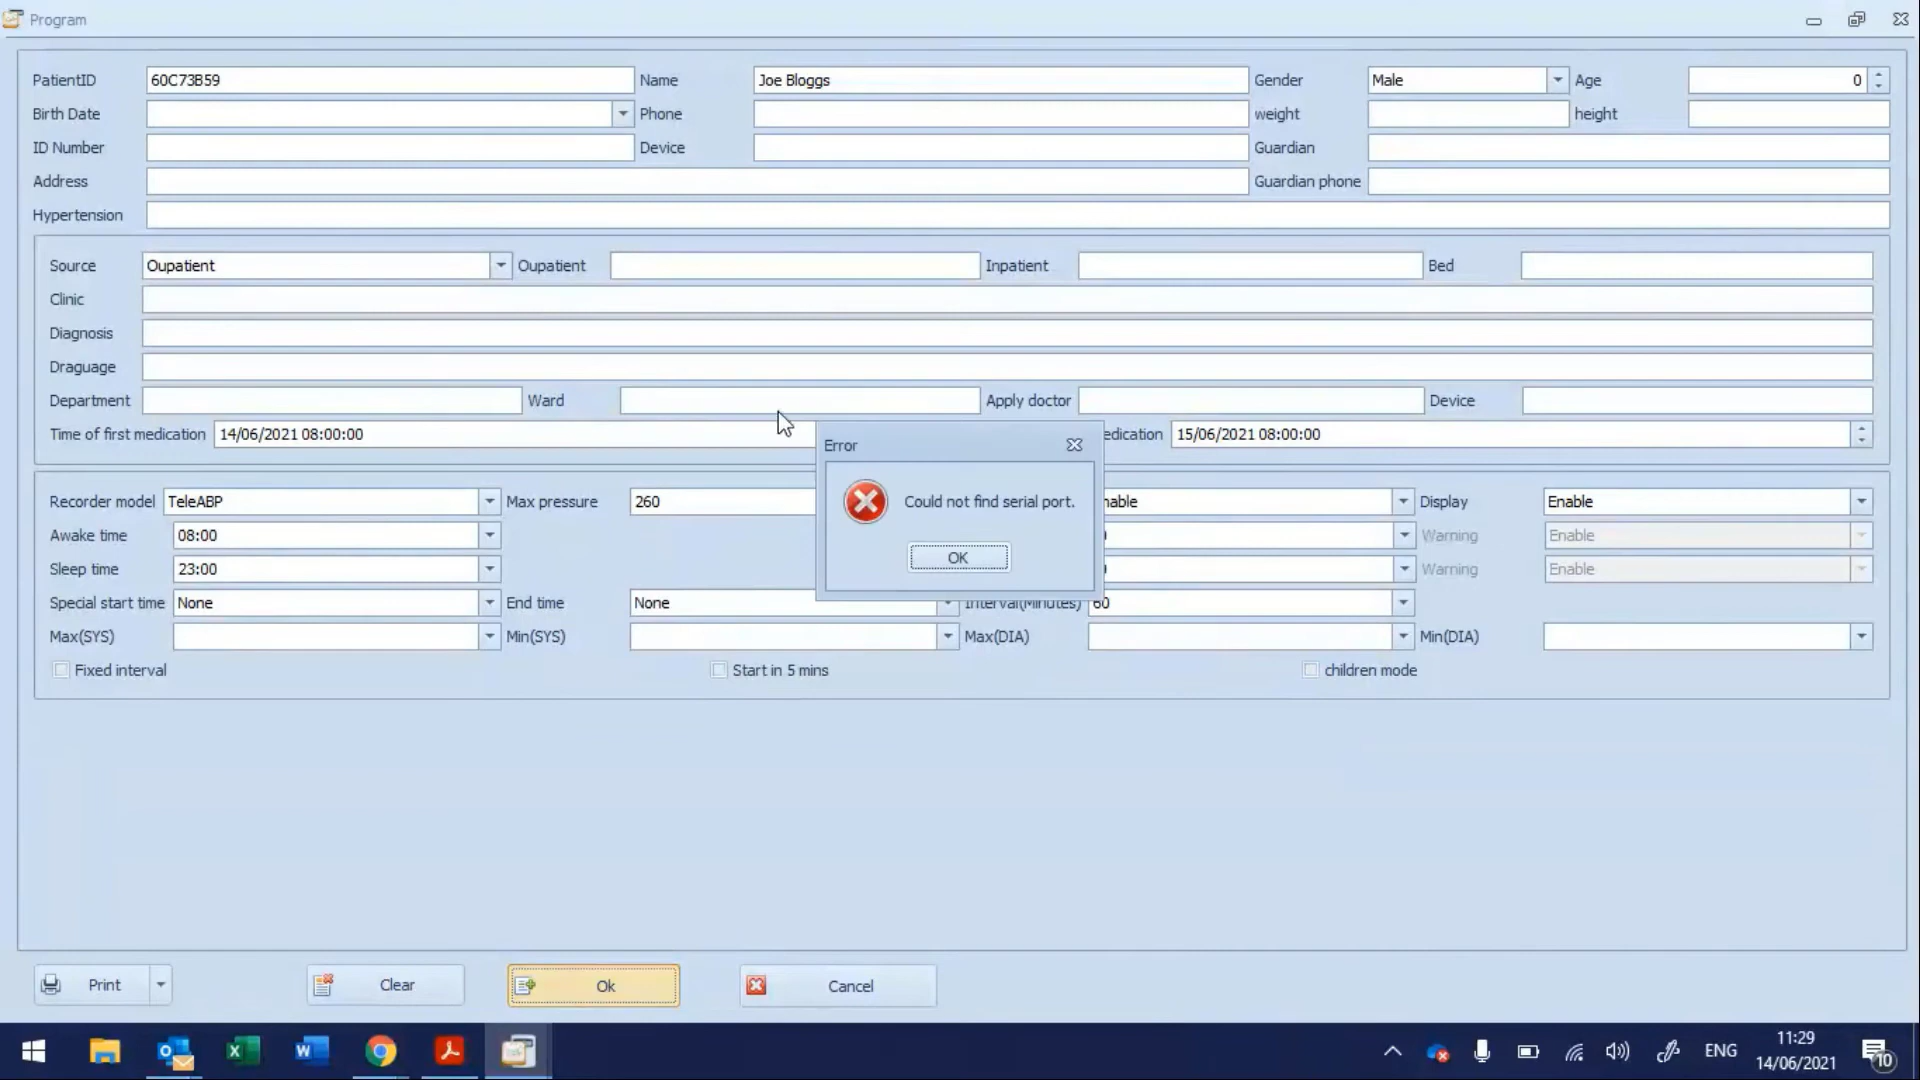 Program
PatientID 60C73B59 Name Joe Bloggs Gender Male Age 0
Birth Date Phone weight height
ID Number Device Guardian
Address Guardian phone
Hypertension
Source Oupatient Oupatient Inpatient Bed
Clinic
Diagnosis
Draguage
Department Ward Apply doctor Device
Time of first medication 14/06/2021 08:00:00 edication 15/06/2021 08:00:00
Error
Could not find serial port.
OK
Recorder model TeleABP Max pressure 260 nable Display Enable
Awake time 08:00 Warning Enable
Sleep time 23:00 Warning Enable
Special start time None End time None Interval(Minutes) 60
Max(SYS) Min(SYS) Max(DIA) Min(DIA)
Fixed interval Start in 5 mins children mode
Print Clear Ok Cancel
ENG 11:29
14/06/2021
10